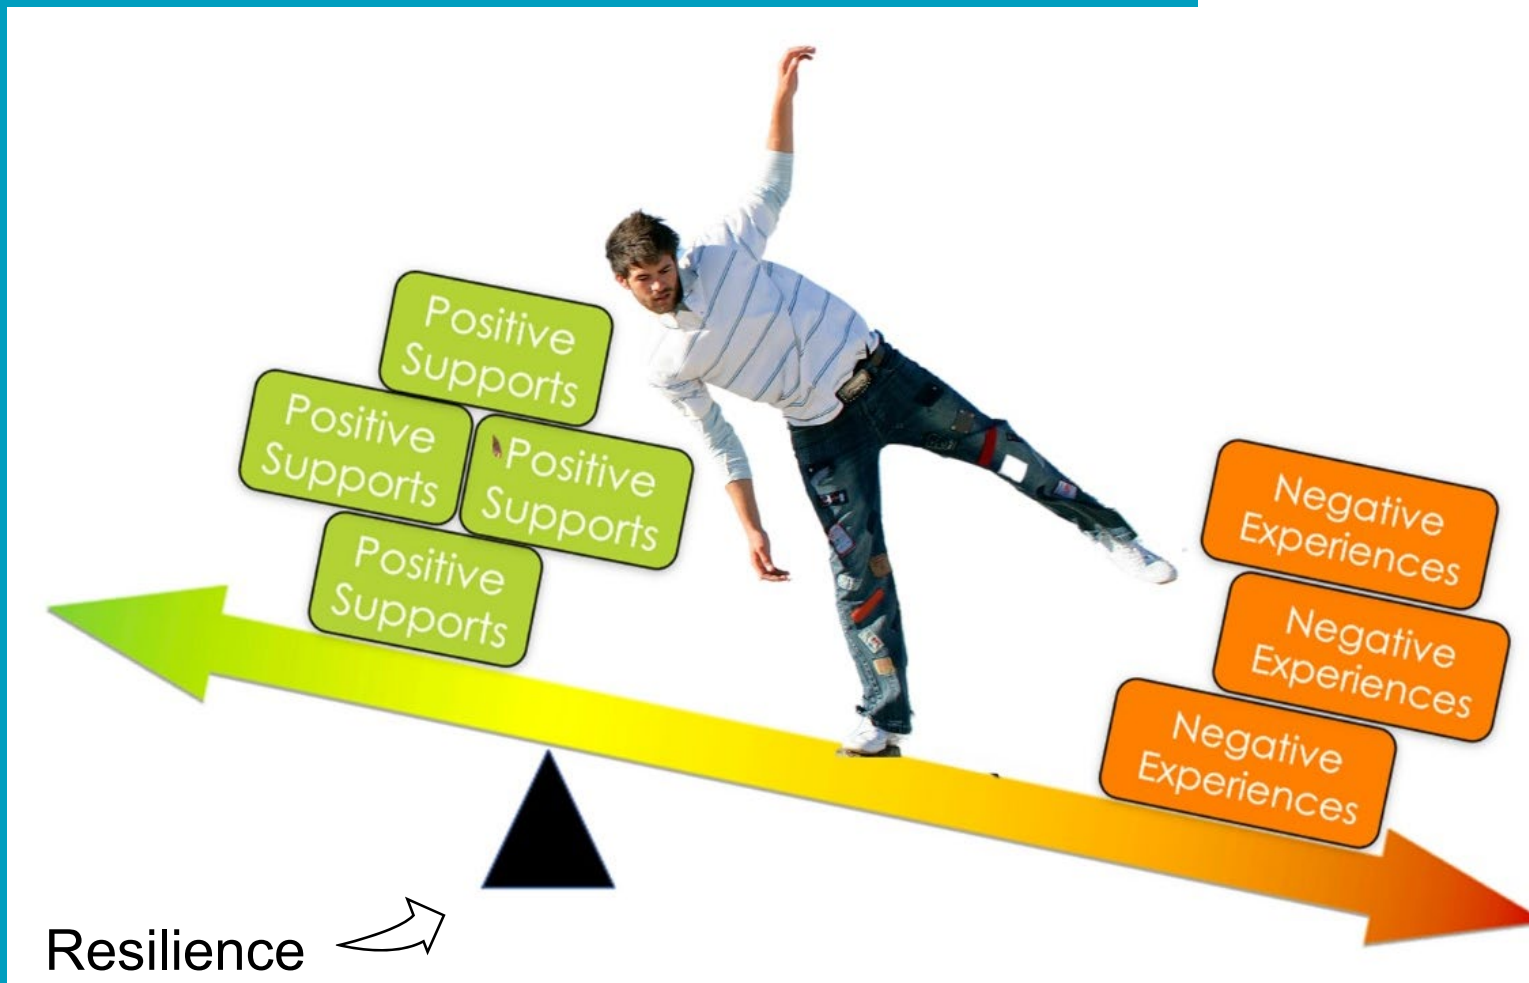 Positive
Supports
Positive
Supports
Positive
Supports
Positive
Supports
Negative
Experiences
Negative
Experiences
Negative
Experiences
Resilience